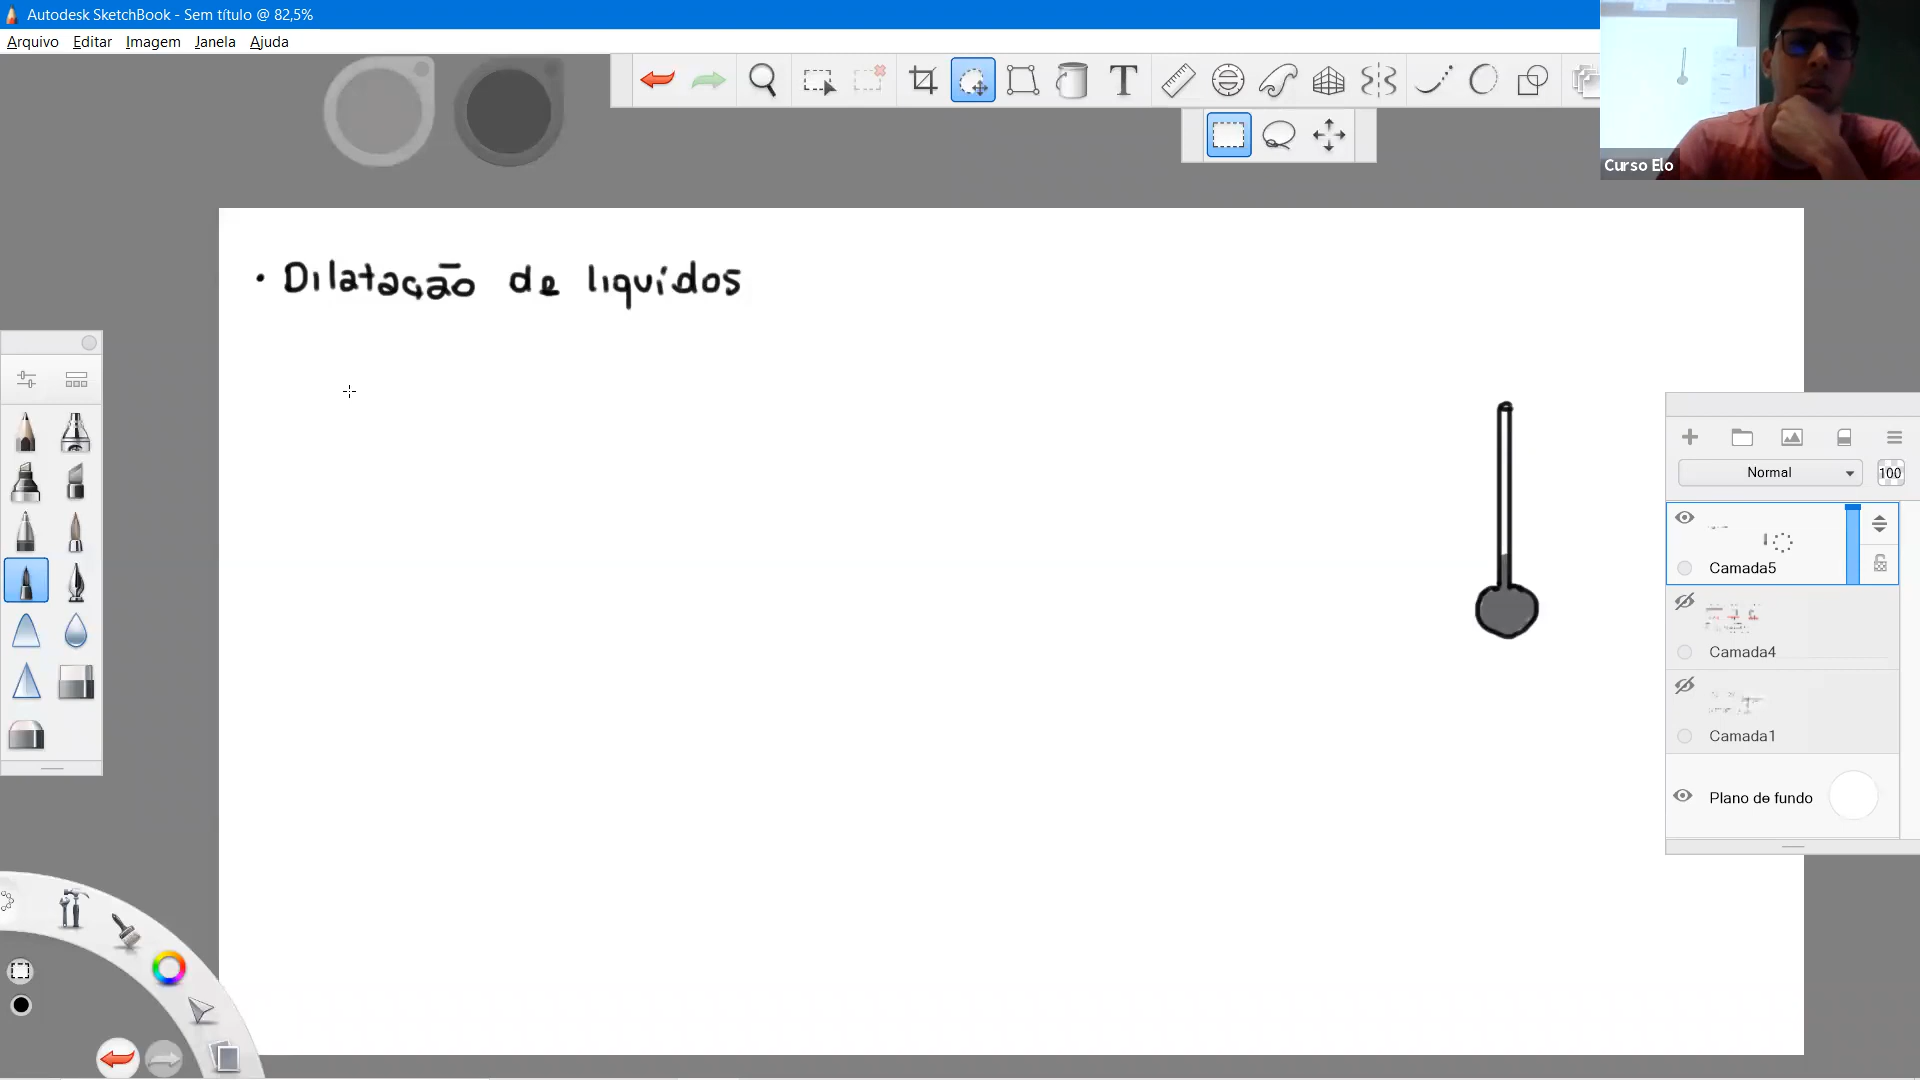 Autodesk SketchBook - Sem título @ 82,5%
Arquivo Editar Imagem Janela Ajuda
T
Curso Elo
• Dilatação de liquídos
Normal
100
Camada5
Camada4
Camada1
Plano de fundo